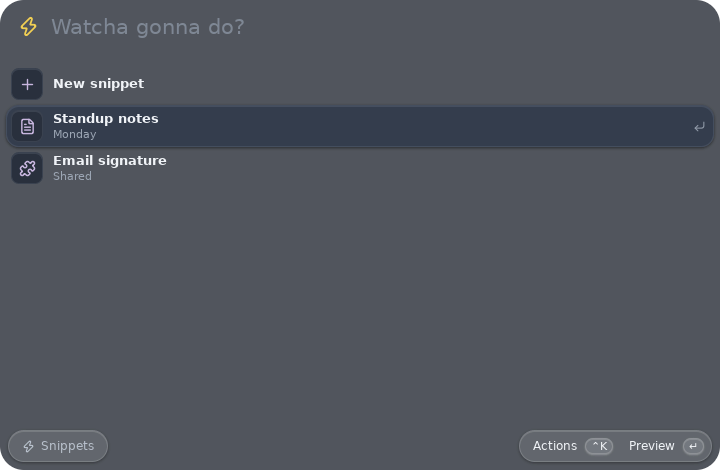 Watcha gonna do?
New snippet
Standup notes
Monday
Email signature
Shared
Snippets
Actions ⌃K Preview ↵